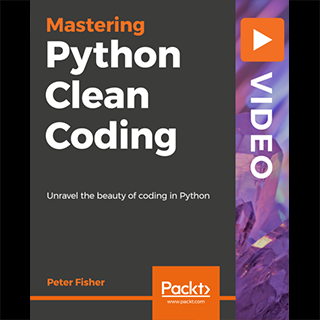 Mastering
Python
Clean
Coding
VIDEO
Unravel the beauty of coding in Python
Peter Fisher
Packt>
www.packt.com